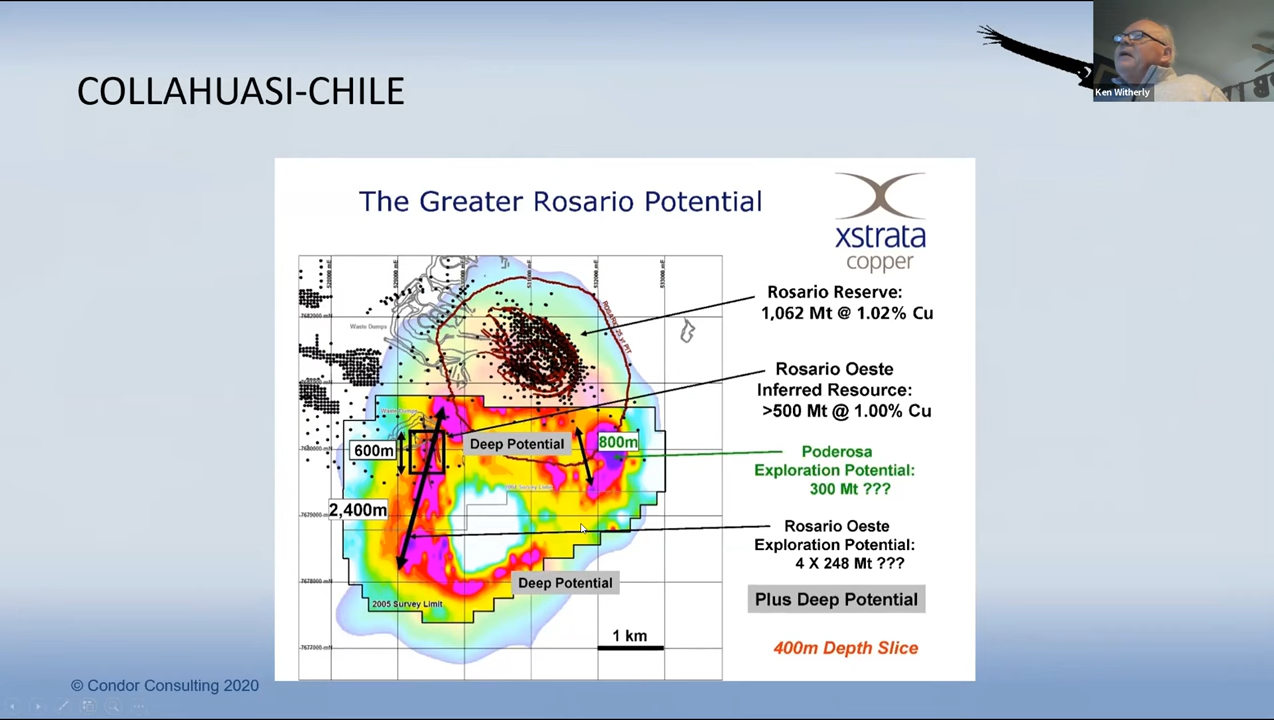 COLLAHUASI-CHILE
Ken Witherly
The Greater Rosario Potential
xstrata
copper
Rosario Reserve:
1,062 Mt @ 1.02% Cu
Waste Dumps
Rosario Oeste
Inferred Resource:
>500 Mt @ 1.00% Cu
Waste Dumps
600m
Deep Potential
800m
Poderosa
Exploration Potential:
300 Mt ???
2,400m
Rosario Oeste
Exploration Potential:
4 X 248 Mt ???
Deep Potential
Plus Deep Potential
2005 Survey Limit
1 km
400m Depth Slice
© Condor Consulting 2020